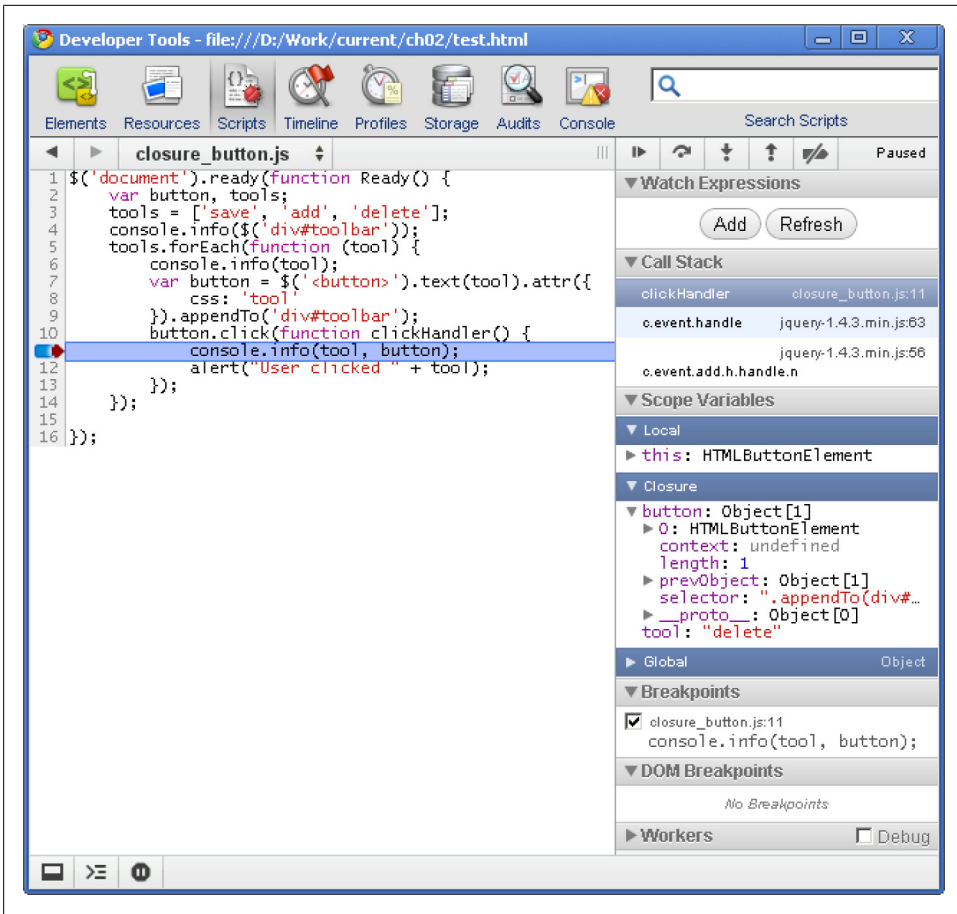 Developer Tools - file:///D:/Work/current/ch02/test.html
Elements Resources Scripts Timeline Profiles Storage Audits Console
Search Scripts
closure_button.js
Paused
1 $('document').ready(function Ready() {
2 var button, tools;
3 tools = ['save', 'add', 'delete'];
4 console.info($('div#toolbar'));
5 tools.forEach(function (tool) {
6 console.info(tool);
7 var button = $('<button>').text(tool).attr({
8 css: 'tool'
9 }).appendTo('div#toolbar');
10 button.click(function clickHandler() {
console.info(tool, button);
12 alert("User clicked " + tool);
13 });
14 });
15
16 });
Watch Expressions
Add Refresh
Call Stack
clickHandler closure_button.js:11
c.event.handle jquery-1.4.3.min.js:63
jquery-1.4.3.min.js:56
c.event.add.h.handle.n
Scope Variables
Local
this: HTMLButtonElement
Closure
button: Object[1]
0: HTMLButtonElement
context: undefined
length: 1
prevObject: Object[1]
selector: ".appendTo(div#…
__proto__: Object[0]
tool: "delete"
Global Object
Breakpoints
closure_button.js:11
console.info(tool, button);
DOM Breakpoints
No Breakpoints
Workers Debug